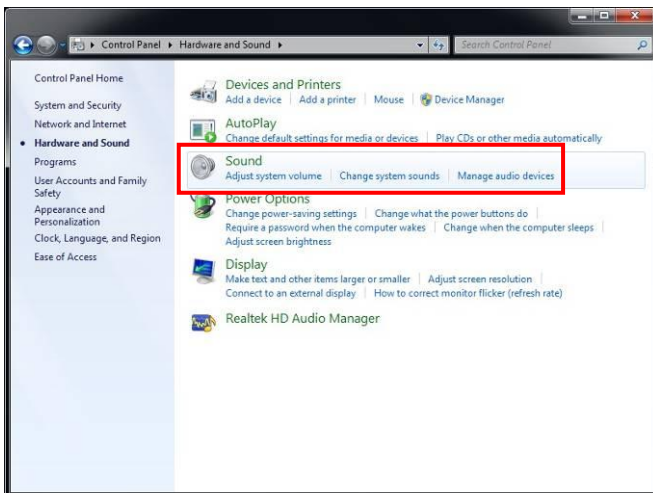 Control Panel ▸ Hardware and Sound ▸
Search Control Panel
Control Panel Home
System and Security
Network and Internet
Hardware and Sound
Programs
User Accounts and Family
Safety
Appearance and
Personalization
Clock, Language, and Region
Ease of Access
Devices and Printers
Add a device | Add a printer | Mouse | Device Manager
AutoPlay
Change default settings for media or devices | Play CDs or other media automatically
Sound
Adjust system volume | Change system sounds | Manage audio devices
Power Options
Change power-saving settings | Change what the power buttons do |
Require a password when the computer wakes | Change when the computer sleeps |
Adjust screen brightness
Display
Make text and other items larger or smaller | Adjust screen resolution |
Connect to an external display | How to correct monitor flicker (refresh rate)
Realtek HD Audio Manager